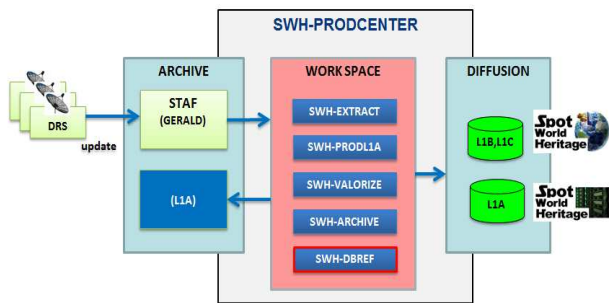 SWH-PRODCENTER
ARCHIVE
WORK SPACE
DIFFUSION
DRS
update
STAF
(GERALD)
(L1A)
SWH-EXTRACT
SWH-PRODL1A
SWH-VALORIZE
SWH-ARCHIVE
SWH-DBREF
L1B,L1C
Spot
World
Heritage
L1A
Spot
World
Heritage